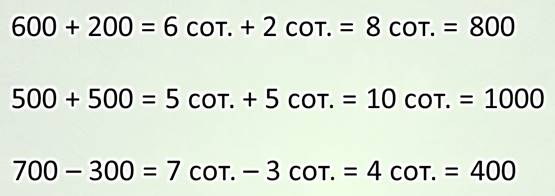 600 + 200 = 6 сот. + 2 сот. = 8 сот. = 800
500 + 500 = 5 сот. + 5 сот. = 10 сот. = 1000
700 – 300 = 7 сот. – 3 сот. = 4 сот. = 400